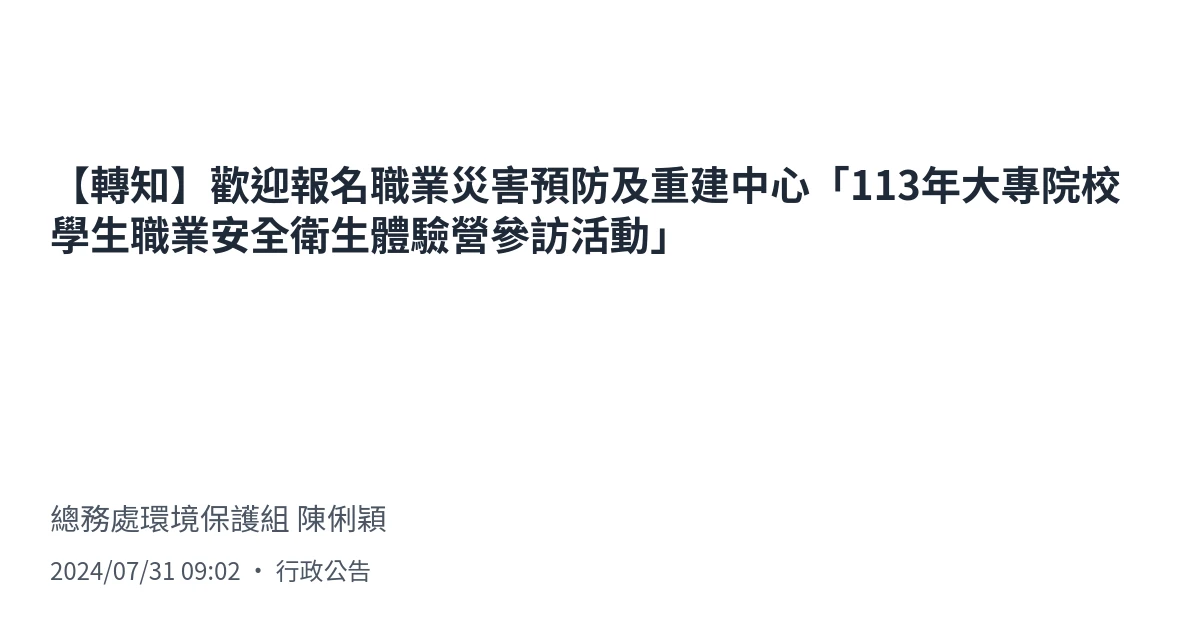 【轉知】歡迎報名職業災害預防及重建中心「113年大專院校
學生職業安全衛生體驗營參訪活動」
總務處環境保護組 陳俐穎
2024/07/31 09:02 • 行政公告